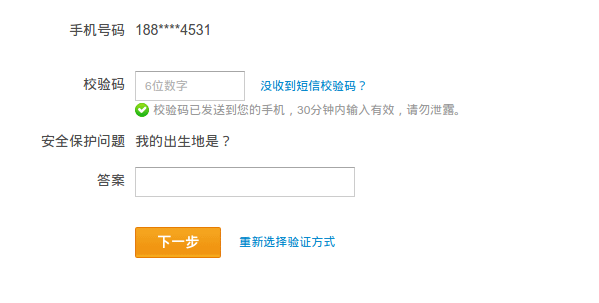 手机号码 188****4531
校验码 6位数字 没收到短信校验码？
校验码已发送到您的手机，30分钟内输入有效，请勿泄露。
安全保护问题 我的出生地是？
答案
下一步 重新选择验证方式